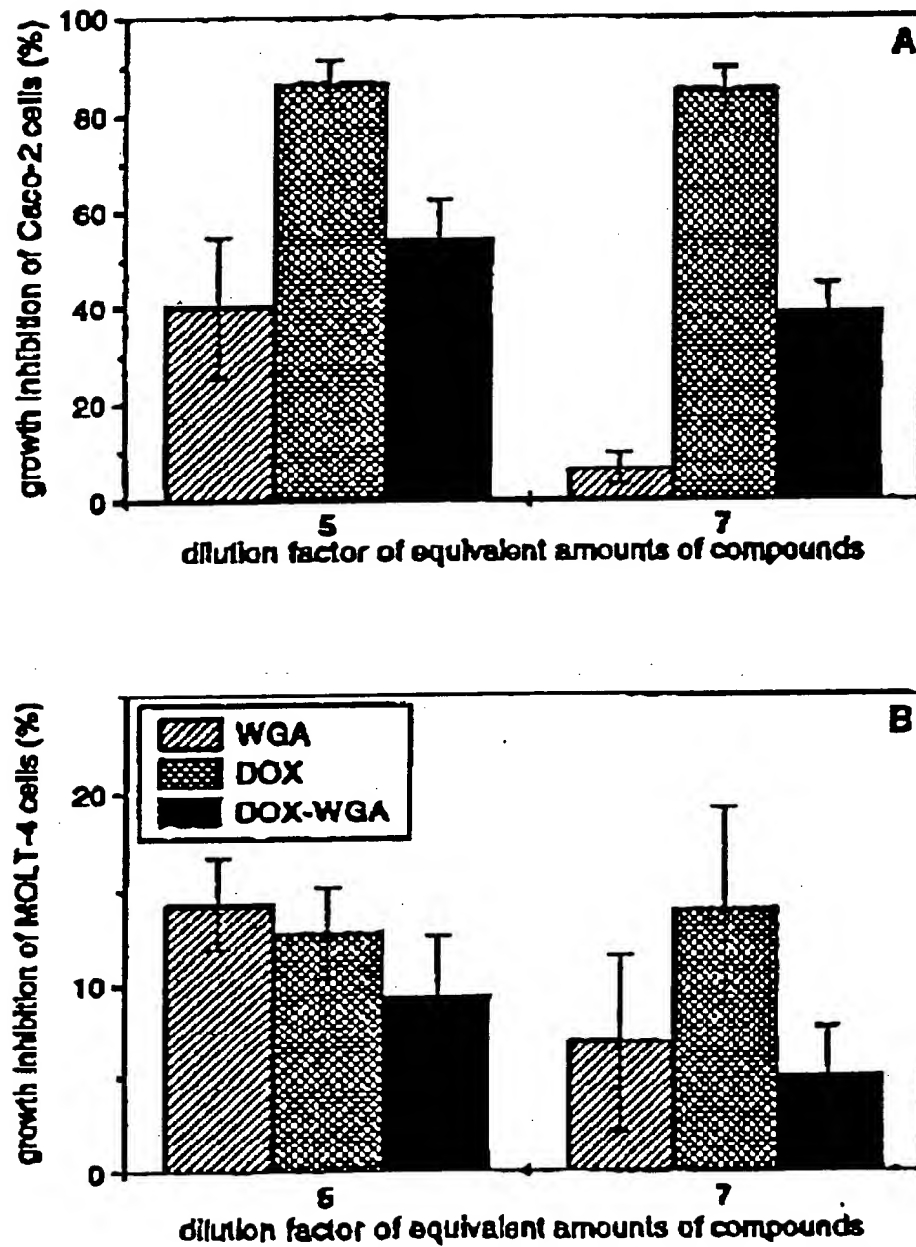 A
growth inhibition of Caco-2 cells (%)
100
80
60
40
20
0
5 7
dilution factor of equivalent amounts of compounds
B
growth inhibition of MOLT-4 cells (%)
WGA
DOX
DOX-WGA
20
10
0
5 7
dilution factor of equivalent amounts of compounds